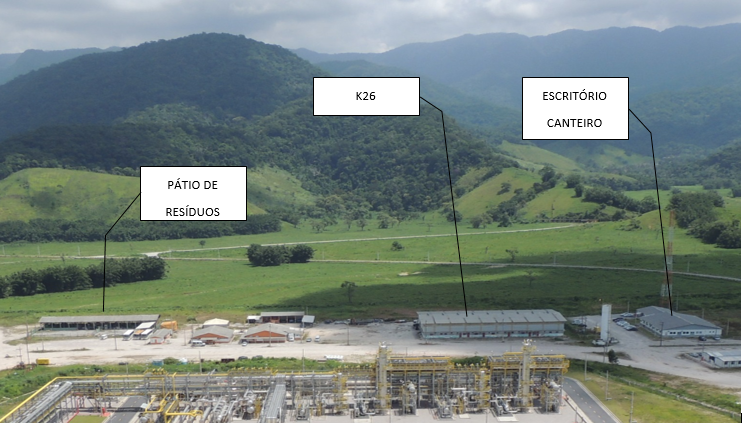 PÁTIO DE
RESÍDUOS
K26
ESCRITÓRIO
CANTEIRO